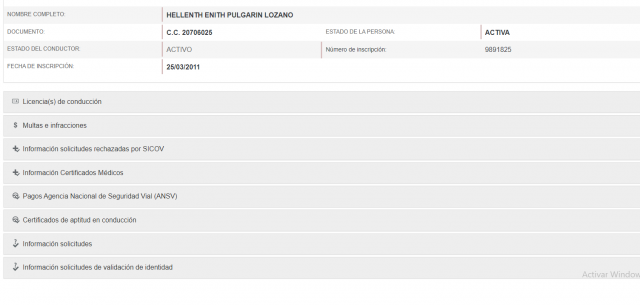 NOMBRE COMPLETO: HELLENTH ENITH PULGARIN LOZANO
DOCUMENTO: C.C. 20706025 ESTADO DE LA PERSONA: ACTIVA
ESTADO DEL CONDUCTOR: ACTIVO Número de inscripción: 9891825
FECHA DE INSCRIPCIÓN: 25/03/2011
Licencia(s) de conducción
$ Multas e infracciones
Información solicitudes rechazadas por SICOV
Información Certificados Médicos
Pagos Agencia Nacional de Seguridad Vial (ANSV)
Certificados de aptitud en conducción
Información solicitudes
Información solicitudes de validación de identidad
Activar Window